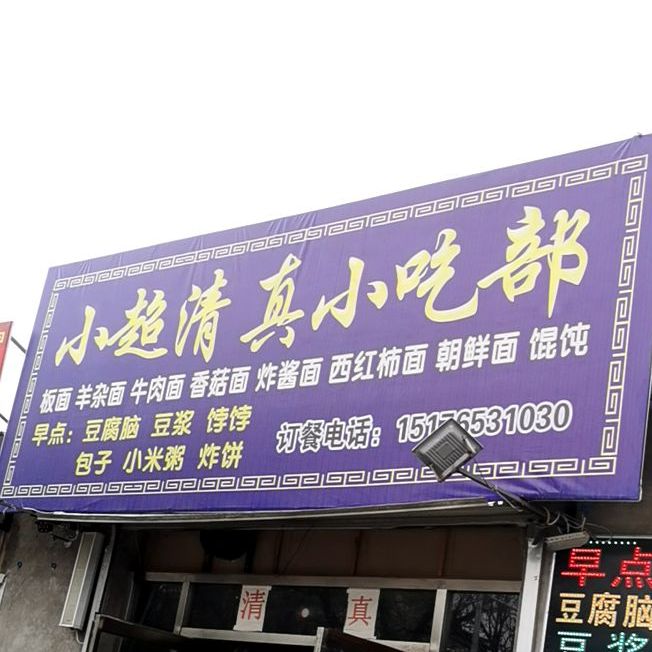 小超清真小吃部
板面 羊杂面 牛肉面 香菇面 炸酱面 西红柿面 朝鲜面 馄饨
早点：豆腐脑 豆浆 饽饽
包子 小米粥 炸饼
订餐电话：15176531030
清 真
早点
豆腐脑
豆浆